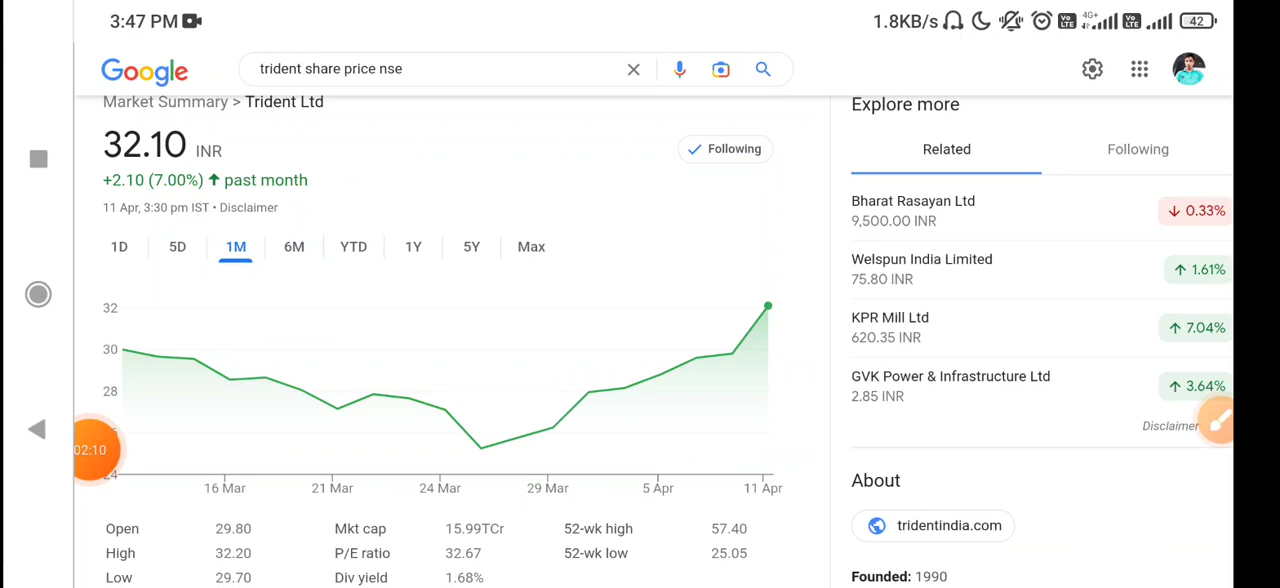 3:47 PM
1.8KB/s
Vo LTE
4G+
Vo LTE
42
Google
trident share price nse
Market Summary > Trident Ltd
32.10 INR
Following
+2.10 (7.00%) ↑ past month
11 Apr, 3:30 pm IST • Disclaimer
1D 5D 1M 6M YTD 1Y 5Y Max
32
30
28
24
16 Mar 21 Mar 24 Mar 29 Mar 5 Apr 11 Apr
02:10
Open 29.80 Mkt cap 15.99TCr 52-wk high 57.40
High 32.20 P/E ratio 32.67 52-wk low 25.05
Low 29.70 Div yield 1.68%
Explore more
Related Following
Bharat Rasayan Ltd
9,500.00 INR
↓ 0.33%
Welspun India Limited
75.80 INR
↑ 1.61%
KPR Mill Ltd
620.35 INR
↑ 7.04%
GVK Power & Infrastructure Ltd
2.85 INR
↑ 3.64%
Disclaimer
About
tridentindia.com
Founded: 1990